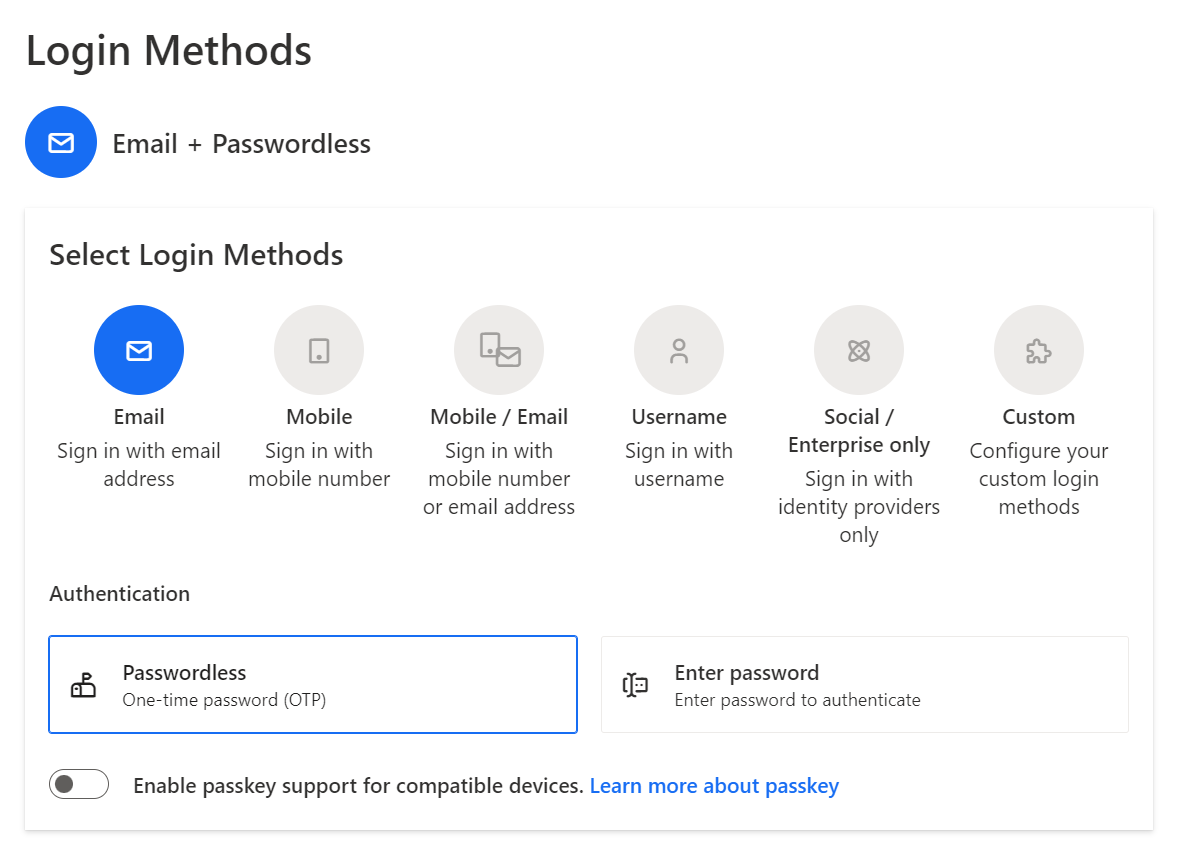 Login Methods
Email + Passwordless
Select Login Methods
Email
Sign in with email
address
Mobile
Sign in with
mobile number
Mobile / Email
Sign in with
mobile number
or email address
Username
Sign in with
username
Social /
Enterprise only
Sign in with
identity providers
only
Custom
Configure your
custom login
methods
Authentication
Passwordless
One-time password (OTP)
Enter password
Enter password to authenticate
Enable passkey support for compatible devices. Learn more about passkey